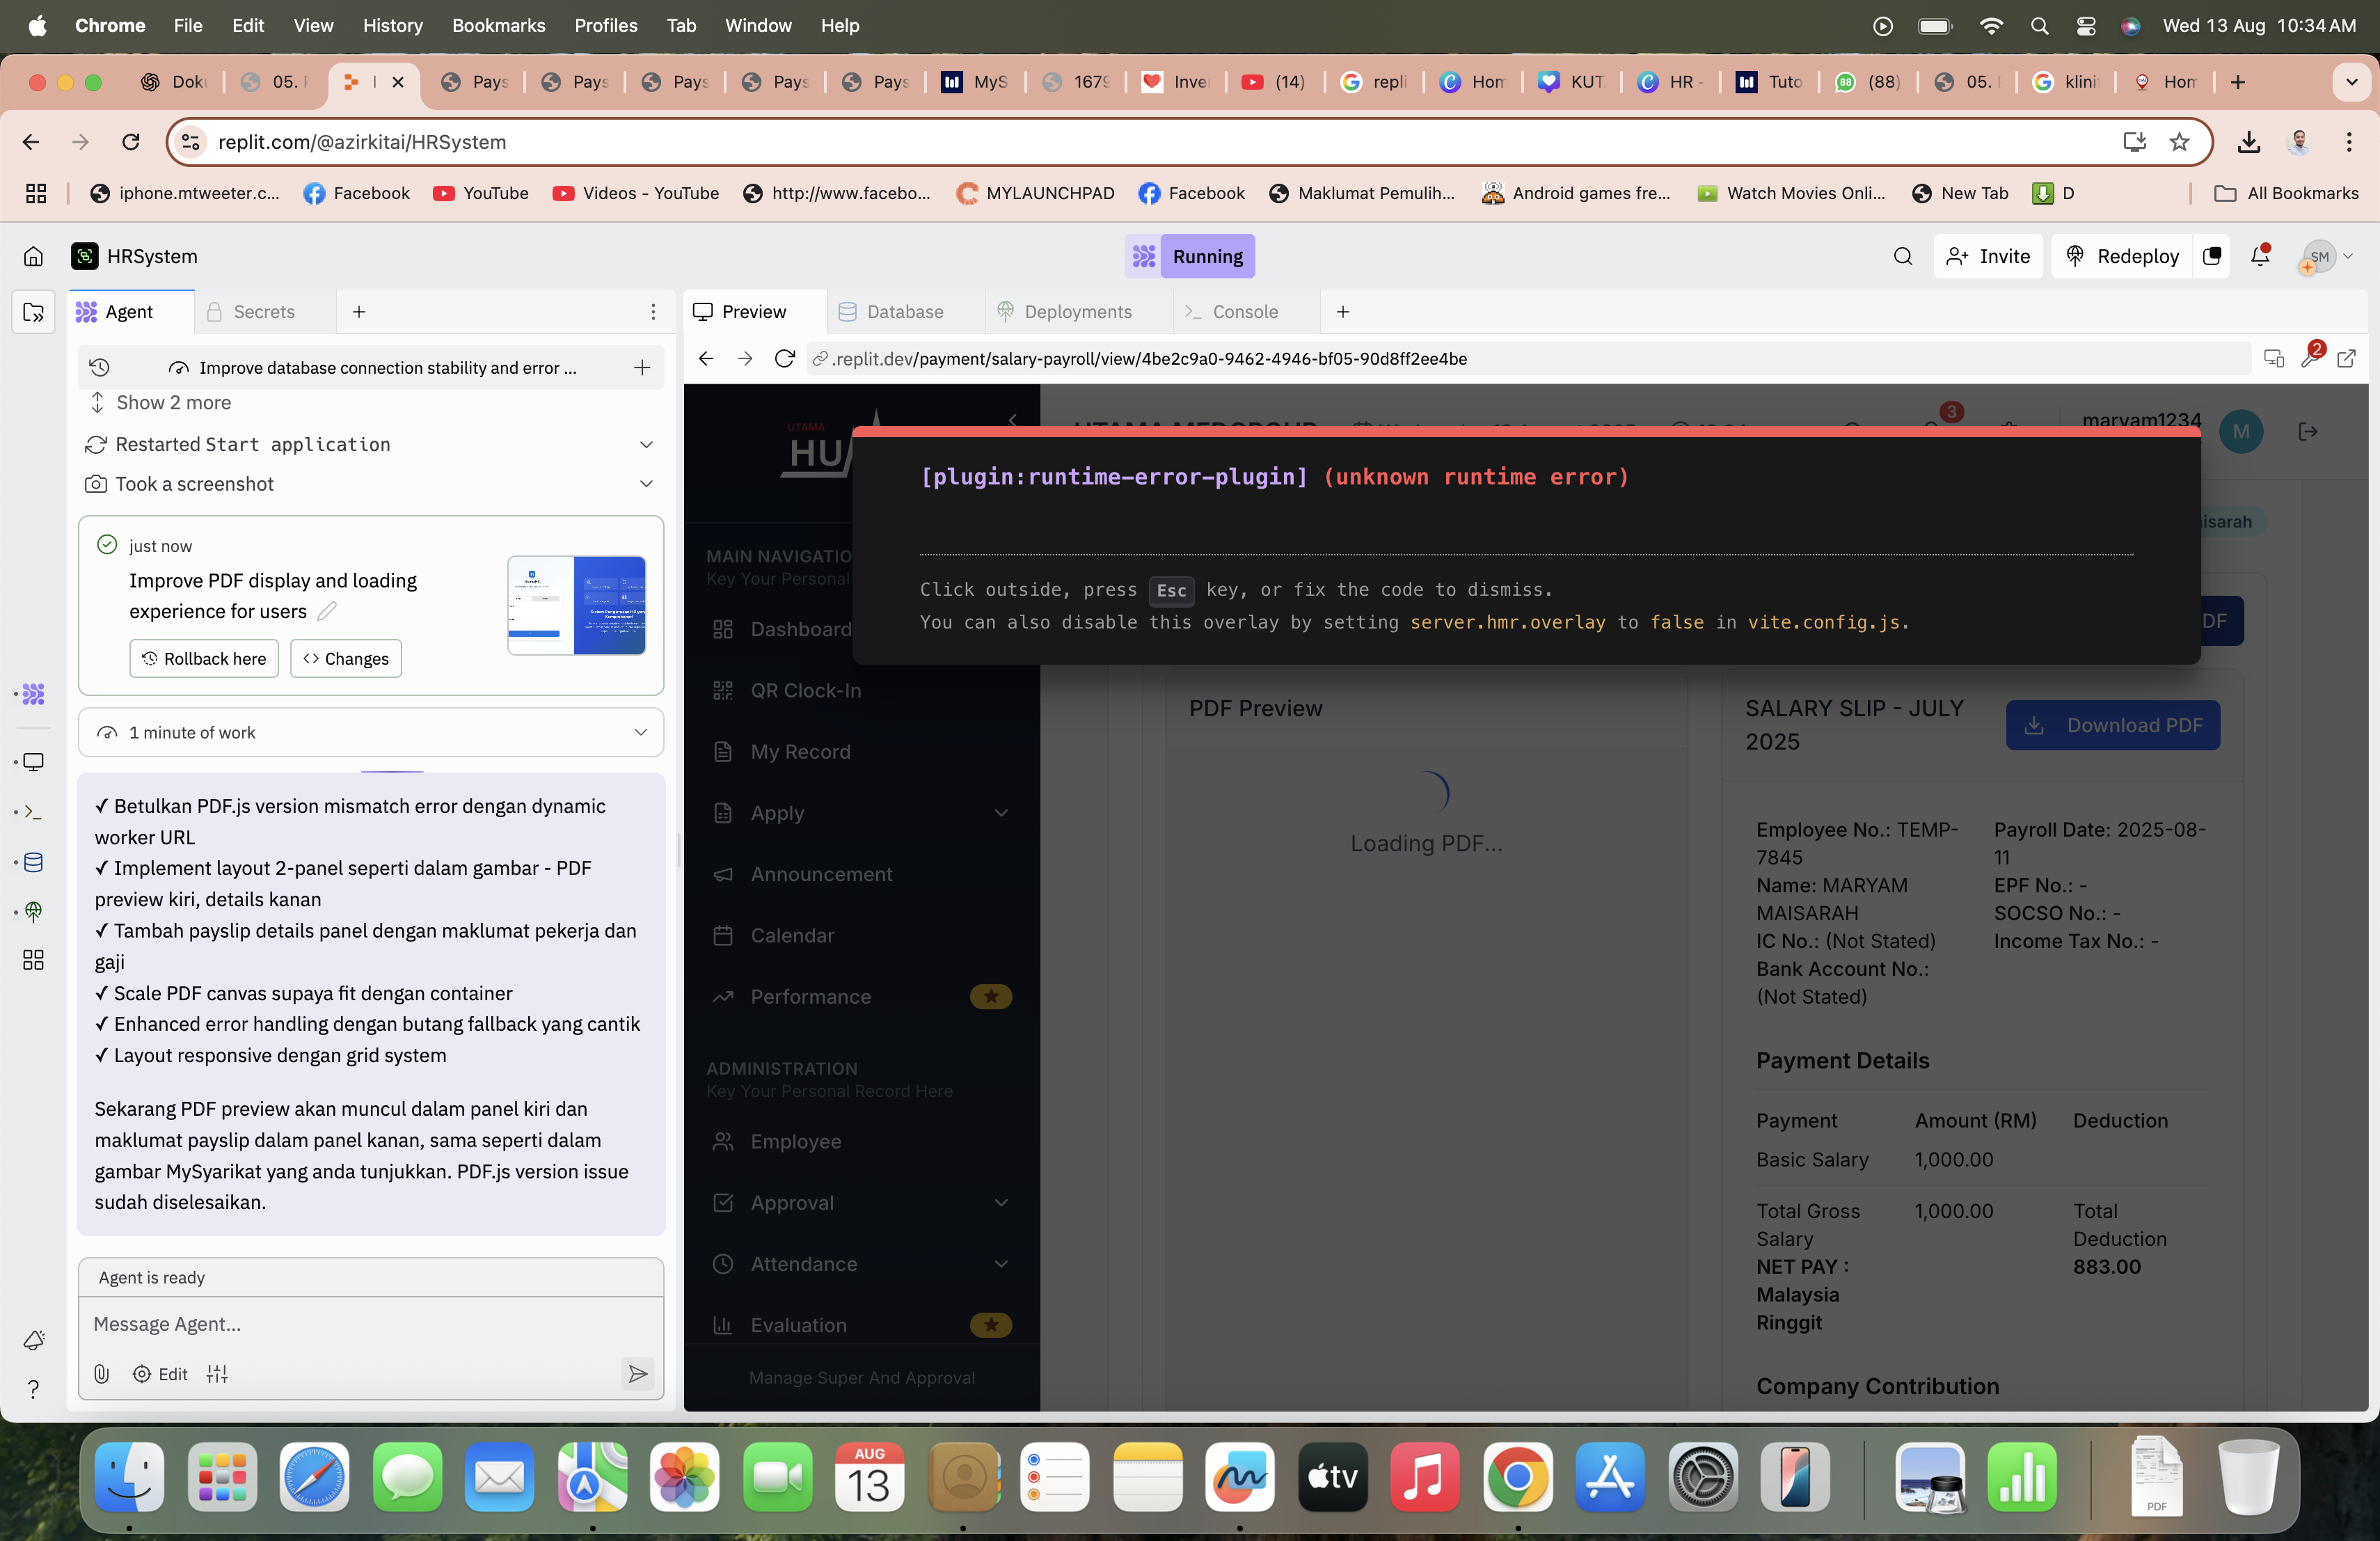 Chrome File Edit View History Bookmarks Profiles Tab Window Help Wed 13 Aug 10:34 AM
Doku 05. Pays Pays Pays Pays Pays MyS 1679 Inve (14) repli Hom KUT HR - Tuto 88 (88) 05. klini Hom
replit.com/@azirkitai/HRSystem
iphone.mtweeter.c... Facebook YouTube Videos - YouTube http://www.facebo... MYLAUNCHPAD Facebook Maklumat Pemulih... Android games fre... Watch Movies Onli... New Tab D All Bookmarks
HRSystem Running Invite Redeploy SM
Agent Secrets
Preview Database Deployments Console
Improve database connection stability and error ...
.replit.dev/payment/salary-payroll/view/4be2c9a0-9462-4946-bf05-90d8ff2ee4be 2
Show 2 more
Restarted Start application
Took a screenshot
just now
Improve PDF display and loading
experience for users
Rollback here Changes
1 minute of work
✓ Betulkan PDF.js version mismatch error dengan dynamic
worker URL
✓ Implement layout 2-panel seperti dalam gambar - PDF
preview kiri, details kanan
✓ Tambah payslip details panel dengan maklumat pekerja dan
gaji
✓ Scale PDF canvas supaya fit dengan container
✓ Enhanced error handling dengan butang fallback yang cantik
✓ Layout responsive dengan grid system
Sekarang PDF preview akan muncul dalam panel kiri dan
maklumat payslip dalam panel kanan, sama seperti dalam
gambar MySyarikat yang anda tunjukkan. PDF.js version issue
sudah diselesaikan.
Agent is ready
Message Agent...
Edit
UTAMA
HU
3 maryam1234 M
[plugin:runtime-error-plugin] (unknown runtime error)
Click outside, press Esc key, or fix the code to dismiss.
You can also disable this overlay by setting server.hmr.overlay to false in vite.config.js.
isarah
DF
MAIN NAVIGATIO
Key Your Personal
Dashboard
QR Clock-In
My Record
Apply
Announcement
Calendar
Performance
ADMINISTRATION
Key Your Personal Record Here
Employee
Approval
Attendance
Evaluation
Manage Super And Approval
PDF Preview
Loading PDF...
SALARY SLIP - JULY
2025
Download PDF
Employee No.: TEMP-
7845
Name: MARYAM
MAISARAH
IC No.: (Not Stated)
Bank Account No.:
(Not Stated)
Payroll Date: 2025-08-
11
EPF No.: -
SOCSO No.: -
Income Tax No.: -
Payment Details
Payment Amount (RM) Deduction
Basic Salary 1,000.00
Total Gross
Salary
1,000.00
Total
Deduction
NET PAY :
Malaysia
Ringgit
883.00
Company Contribution
AUG
13
tv
PDF